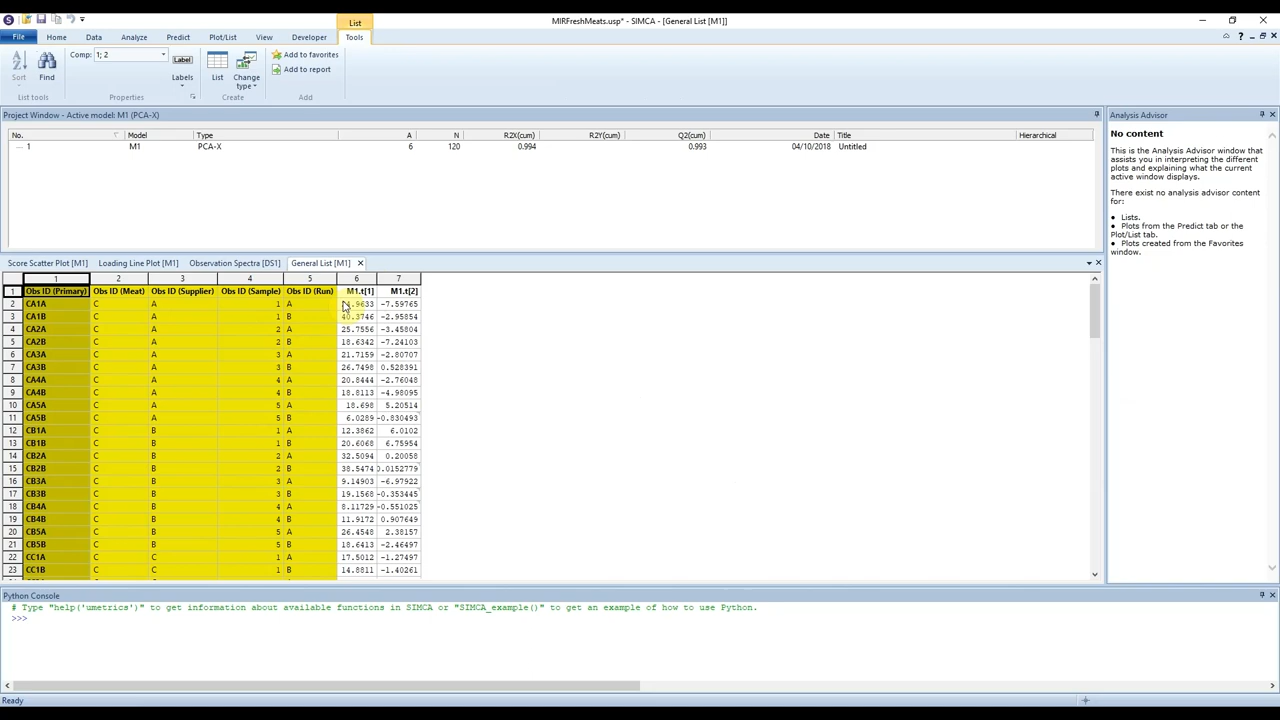 List
MIRFreshMeats.usp* - SIMCA - [General List [M1]]
File Home Data Analyze Predict Plot/List View Developer Tools
Sort Find Comp: 1; 2 Labels List Change type Add to favorites
Add to report
List tools Properties Create Add
Project Window - Active model: M1 (PCA-X)
No. Model Type A N R2X(cum) R2Y(cum) Q2(cum) Date Title Hierarchical
1 M1 PCA-X 6 120 0.994 0.993 04/10/2018 Untitled
Analysis Advisor
No content
This is the Analysis Advisor window that
assists you in interpreting the different
plots and explaining what the current
active window displays.
There exist no analysis advisor content
for:
● Lists.
● Plots from the Predict tab or the
Plot/List tab.
● Plots created from the Favorites
window.
Score Scatter Plot [M1] Loading Line Plot [M1] Observation Spectra [DS1] General List [M1]
1 2 3 4 5 6 7
1 Obs ID (Primary) Obs ID (Meat) Obs ID (Supplier) Obs ID (Sample) Obs ID (Run) M1.t[1] M1.t[2]
2 CA1A C A 1 A .9633 -7.59765
3 CA1B C A 1 B 40.3746 -2.95854
4 CA2A C A 2 A 25.7556 -3.45804
5 CA2B C A 2 B 18.6342 -7.24103
6 CA3A C A 3 A 21.7159 -2.80707
7 CA3B C A 3 B 26.7498 0.528391
8 CA4A C A 4 A 20.8444 -2.76048
9 CA4B C A 4 B 18.8113 -4.98095
10 CA5A C A 5 A 18.698 5.20514
11 CA5B C A 5 B 6.0289 -0.830493
12 CB1A C B 1 A 12.3862 6.0102
13 CB1B C B 1 B 20.6068 6.75954
14 CB2A C B 2 A 32.5094 0.20058
15 CB2B C B 2 B 38.5474 0.0152779
16 CB3A C B 3 A 9.14903 -6.97922
17 CB3B C B 3 B 19.1568 -0.353445
18 CB4A C B 4 A 8.11729 -0.551025
19 CB4B C B 4 B 11.9172 0.907649
20 CB5A C B 5 A 26.4548 2.38157
21 CB5B C B 5 B 18.6413 -2.46497
22 CC1A C C 1 A 17.5012 -1.27497
23 CC1B C C 1 B 14.8811 -1.40261
Python Console
# Type "help('umetrics')" to get information about available functions in SIMCA or "SIMCA_example()" to get an example of how to use Python.
>>>
Ready